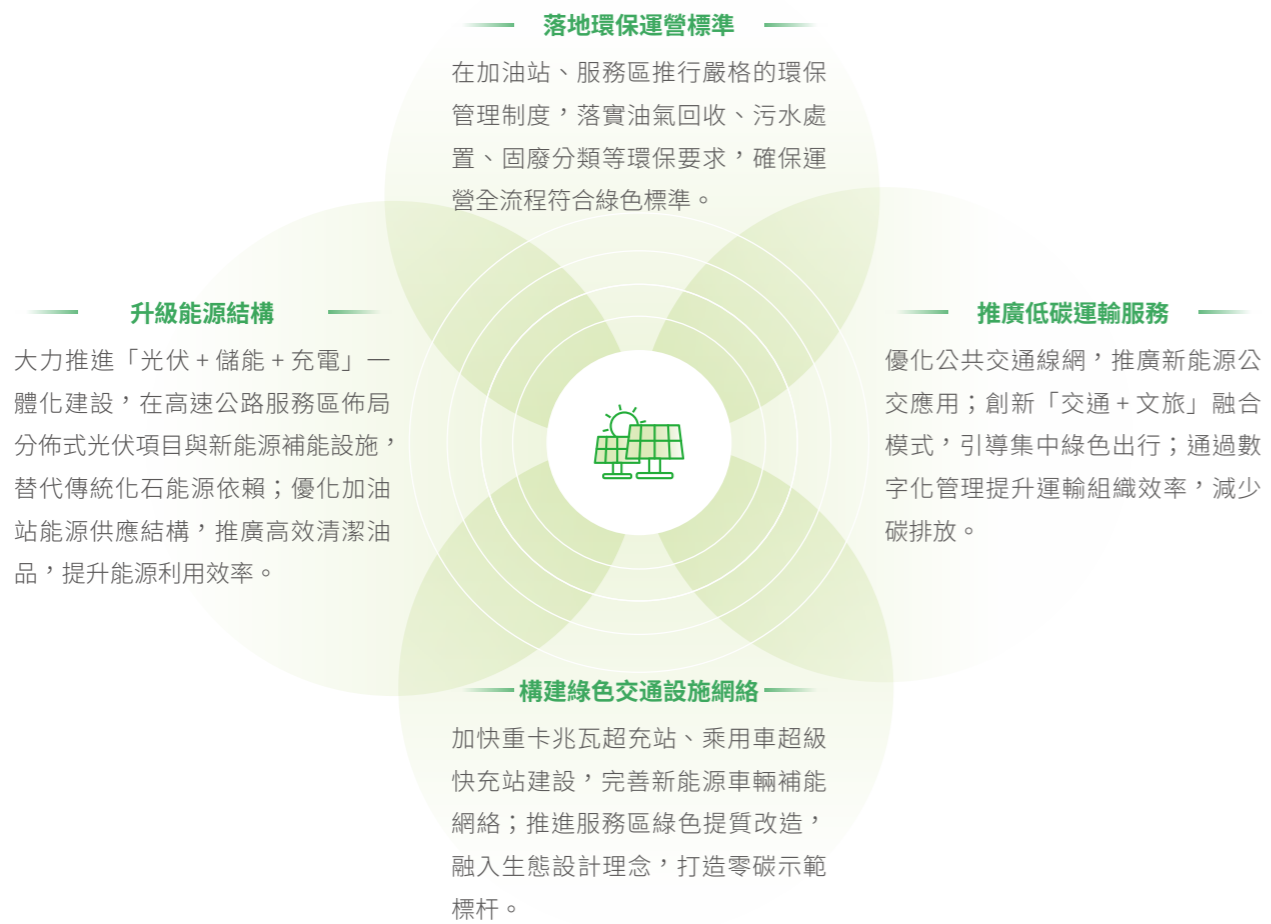 落地環保運營標準
在加油站、服務區推行嚴格的環保
管理制度，落實油氣回收、污水處
置、固廢分類等環保要求，確保運
營全流程符合綠色標準。
升級能源結構
大力推進「光伏 + 儲能 + 充電」一
體化建設，在高速公路服務區佈局
分佈式光伏項目與新能源補能設施，
替代傳統化石能源依賴；優化加油
站能源供應結構，推廣高效清潔油
品，提升能源利用效率。
推廣低碳運輸服務
優化公共交通線網，推廣新能源公
交應用；創新「交通 + 文旅」融合
模式，引導集中綠色出行；通過數
字化管理提升運輸組織效率，減少
碳排放。
構建綠色交通設施網絡
加快重卡兆瓦超充站、乘用車超級
快充站建設，完善新能源車輛補能
網絡；推進服務區綠色提質改造，
融入生態設計理念，打造零碳示範
標杆。